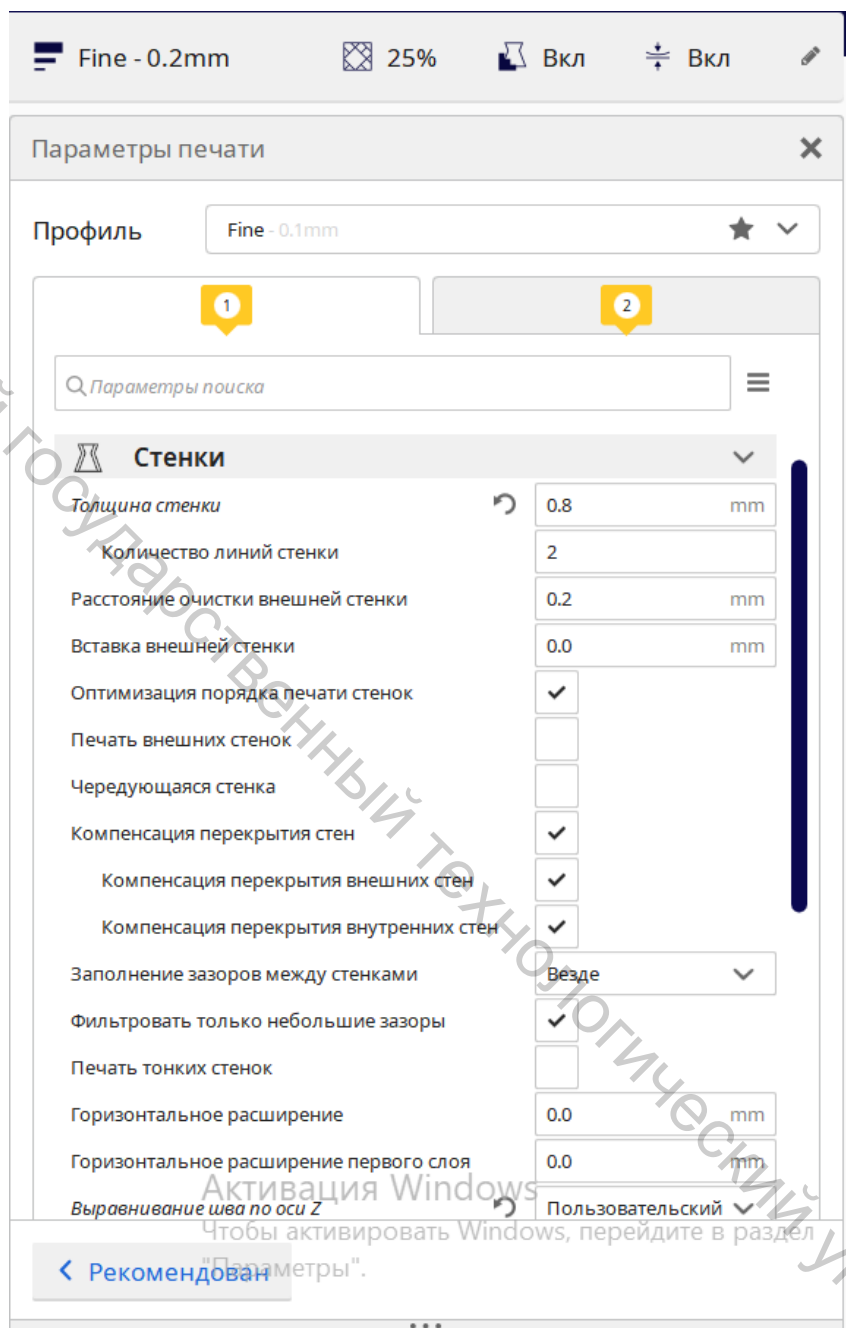 Fine - 0.2mm 25% Вкл Вкл
Параметры печати
Профиль Fine - 0.1mm
1 2
Параметры поиска
Стенки
Толщина стенки 0.8 mm
Количество линий стенки 2
Расстояние очистки внешней стенки 0.2 mm
Вставка внешней стенки 0.0 mm
Оптимизация порядка печати стенок
Печать внешних стенок
Чередующаяся стенка
Компенсация перекрытия стен
Компенсация перекрытия внешних стен
Компенсация перекрытия внутренних стен
Заполнение зазоров между стенками Везде
Фильтровать только небольшие зазоры
Печать тонких стенок
Горизонтальное расширение 0.0 mm
Горизонтальное расширение первого слоя 0.0 mm
Выравнивание шва по оси Z Пользовательский
Активация Windows
Чтобы активировать Windows, перейдите в раздел
"Параметры".
Рекомендован
государственный технологический